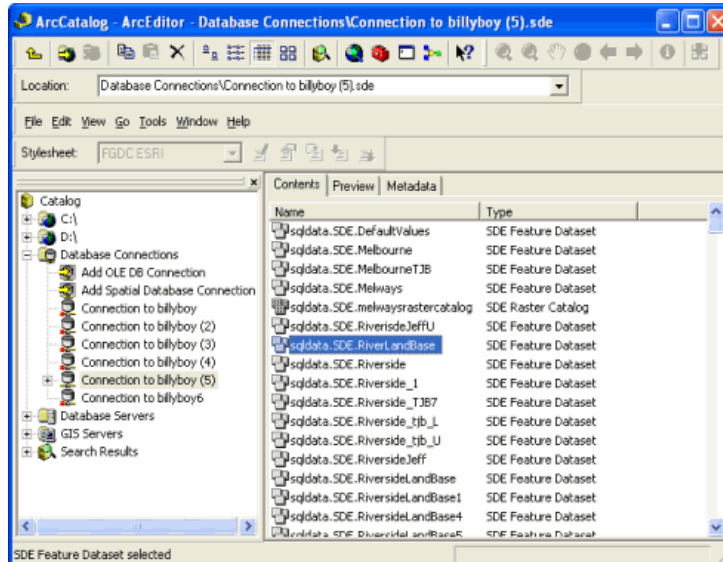 ArcCatalog - ArcEditor - Database Connections\Connection to billyboy (5).sde
Location: Database Connections\Connection to billyboy (5).sde
File Edit View Go Tools Window Help
Stylesheet: FGDC ESRI
Catalog
C:\
D:\
Database Connections
Add OLE DB Connection
Add Spatial Database Connection
Connection to billyboy
Connection to billyboy (2)
Connection to billyboy (3)
Connection to billyboy (4)
Connection to billyboy (5)
Connection to billyboy6
Database Servers
GIS Servers
Search Results
Contents Preview Metadata
Name Type
sqldata.SDE.DefaultValues SDE Feature Dataset
sqldata.SDE.Melbourne SDE Feature Dataset
sqldata.SDE.MelbourneTJB SDE Feature Dataset
sqldata.SDE.Melways SDE Feature Dataset
sqldata.SDE.melwaysrastercatalog SDE Raster Catalog
sqldata.SDE.RiverisdeJeffU SDE Feature Dataset
sqldata.SDE.RiverLandBase SDE Feature Dataset
sqldata.SDE.Riverside SDE Feature Dataset
sqldata.SDE.Riverside_1 SDE Feature Dataset
sqldata.SDE.Riverside_TJB7 SDE Feature Dataset
sqldata.SDE.Riverside_tjb_L SDE Feature Dataset
sqldata.SDE.Riverside_tjb_U SDE Feature Dataset
sqldata.SDE.RiversideJeff SDE Feature Dataset
sqldata.SDE.RiversideLandBase SDE Feature Dataset
sqldata.SDE.RiversideLandBase1 SDE Feature Dataset
sqldata.SDE.RiversideLandBase4 SDE Feature Dataset
sqldata.SDE.RiversideLandBase5 SDE Feature Dataset
SDE Feature Dataset selected